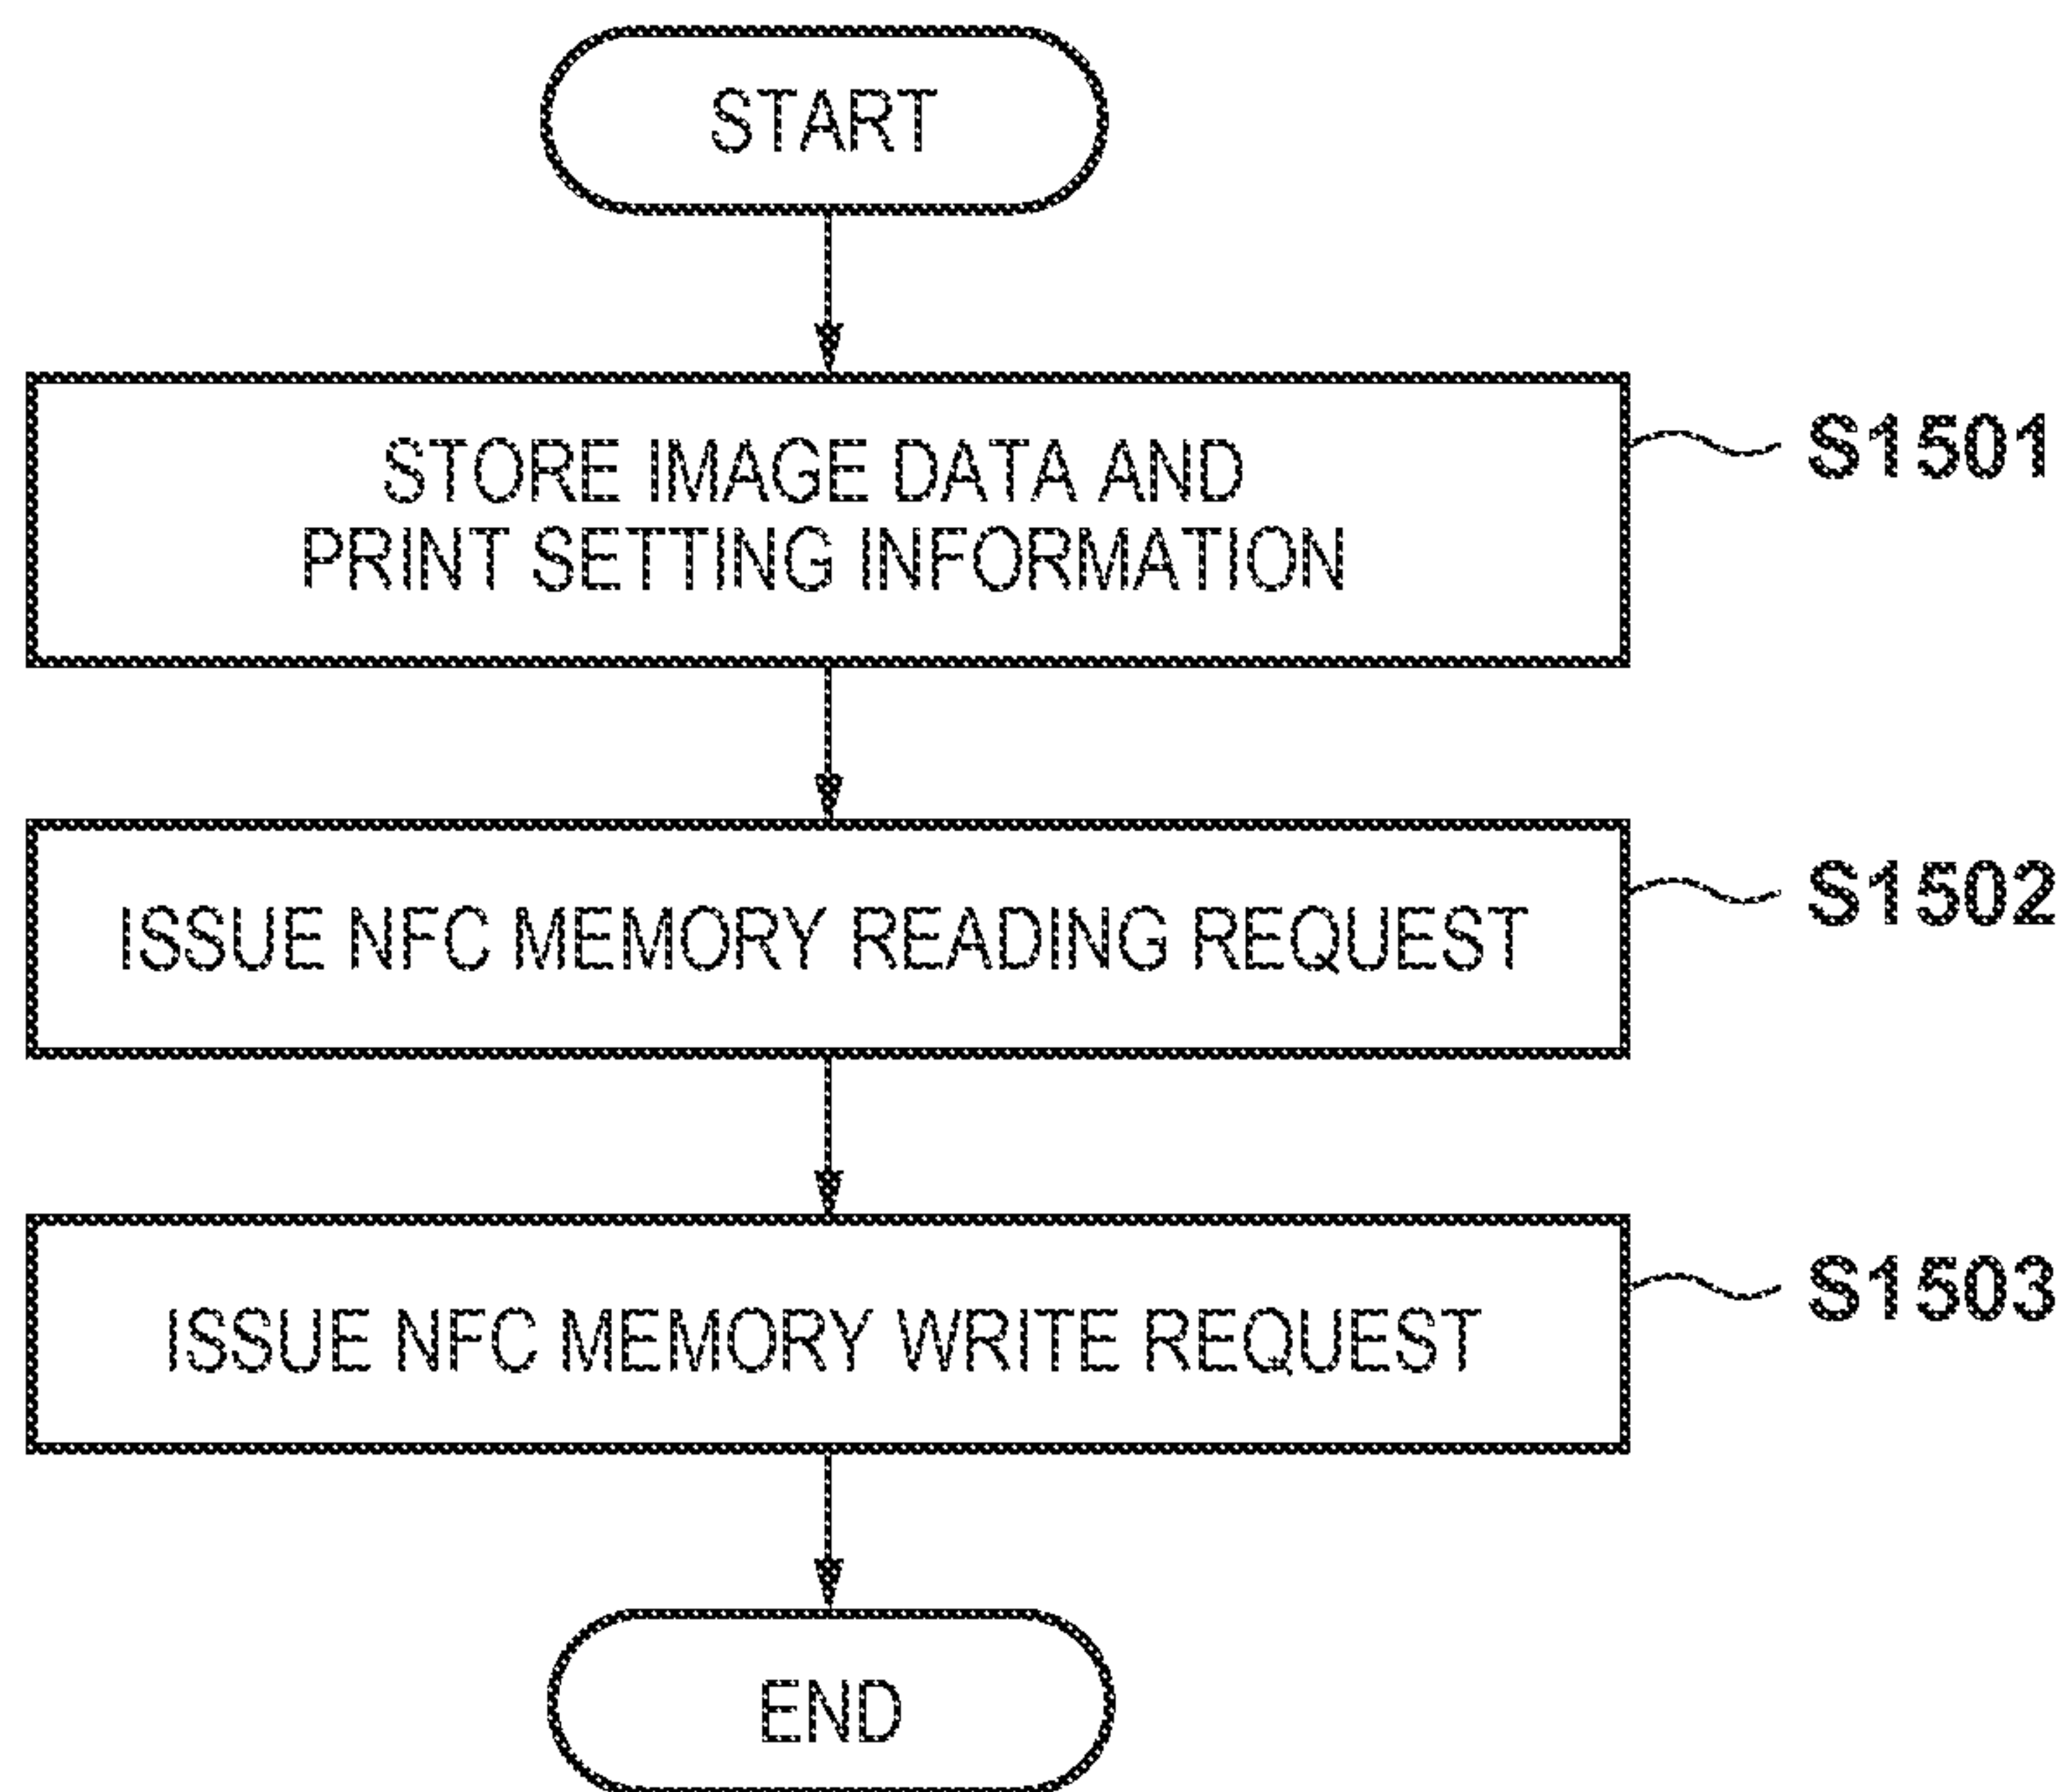 START
STORE IMAGE DATA AND
PRINT SETTING INFORMATION
S1501
ISSUE NFC MEMORY READING REQUEST
S1502
ISSUE NFC MEMORY WRITE REQUEST
S1503
END